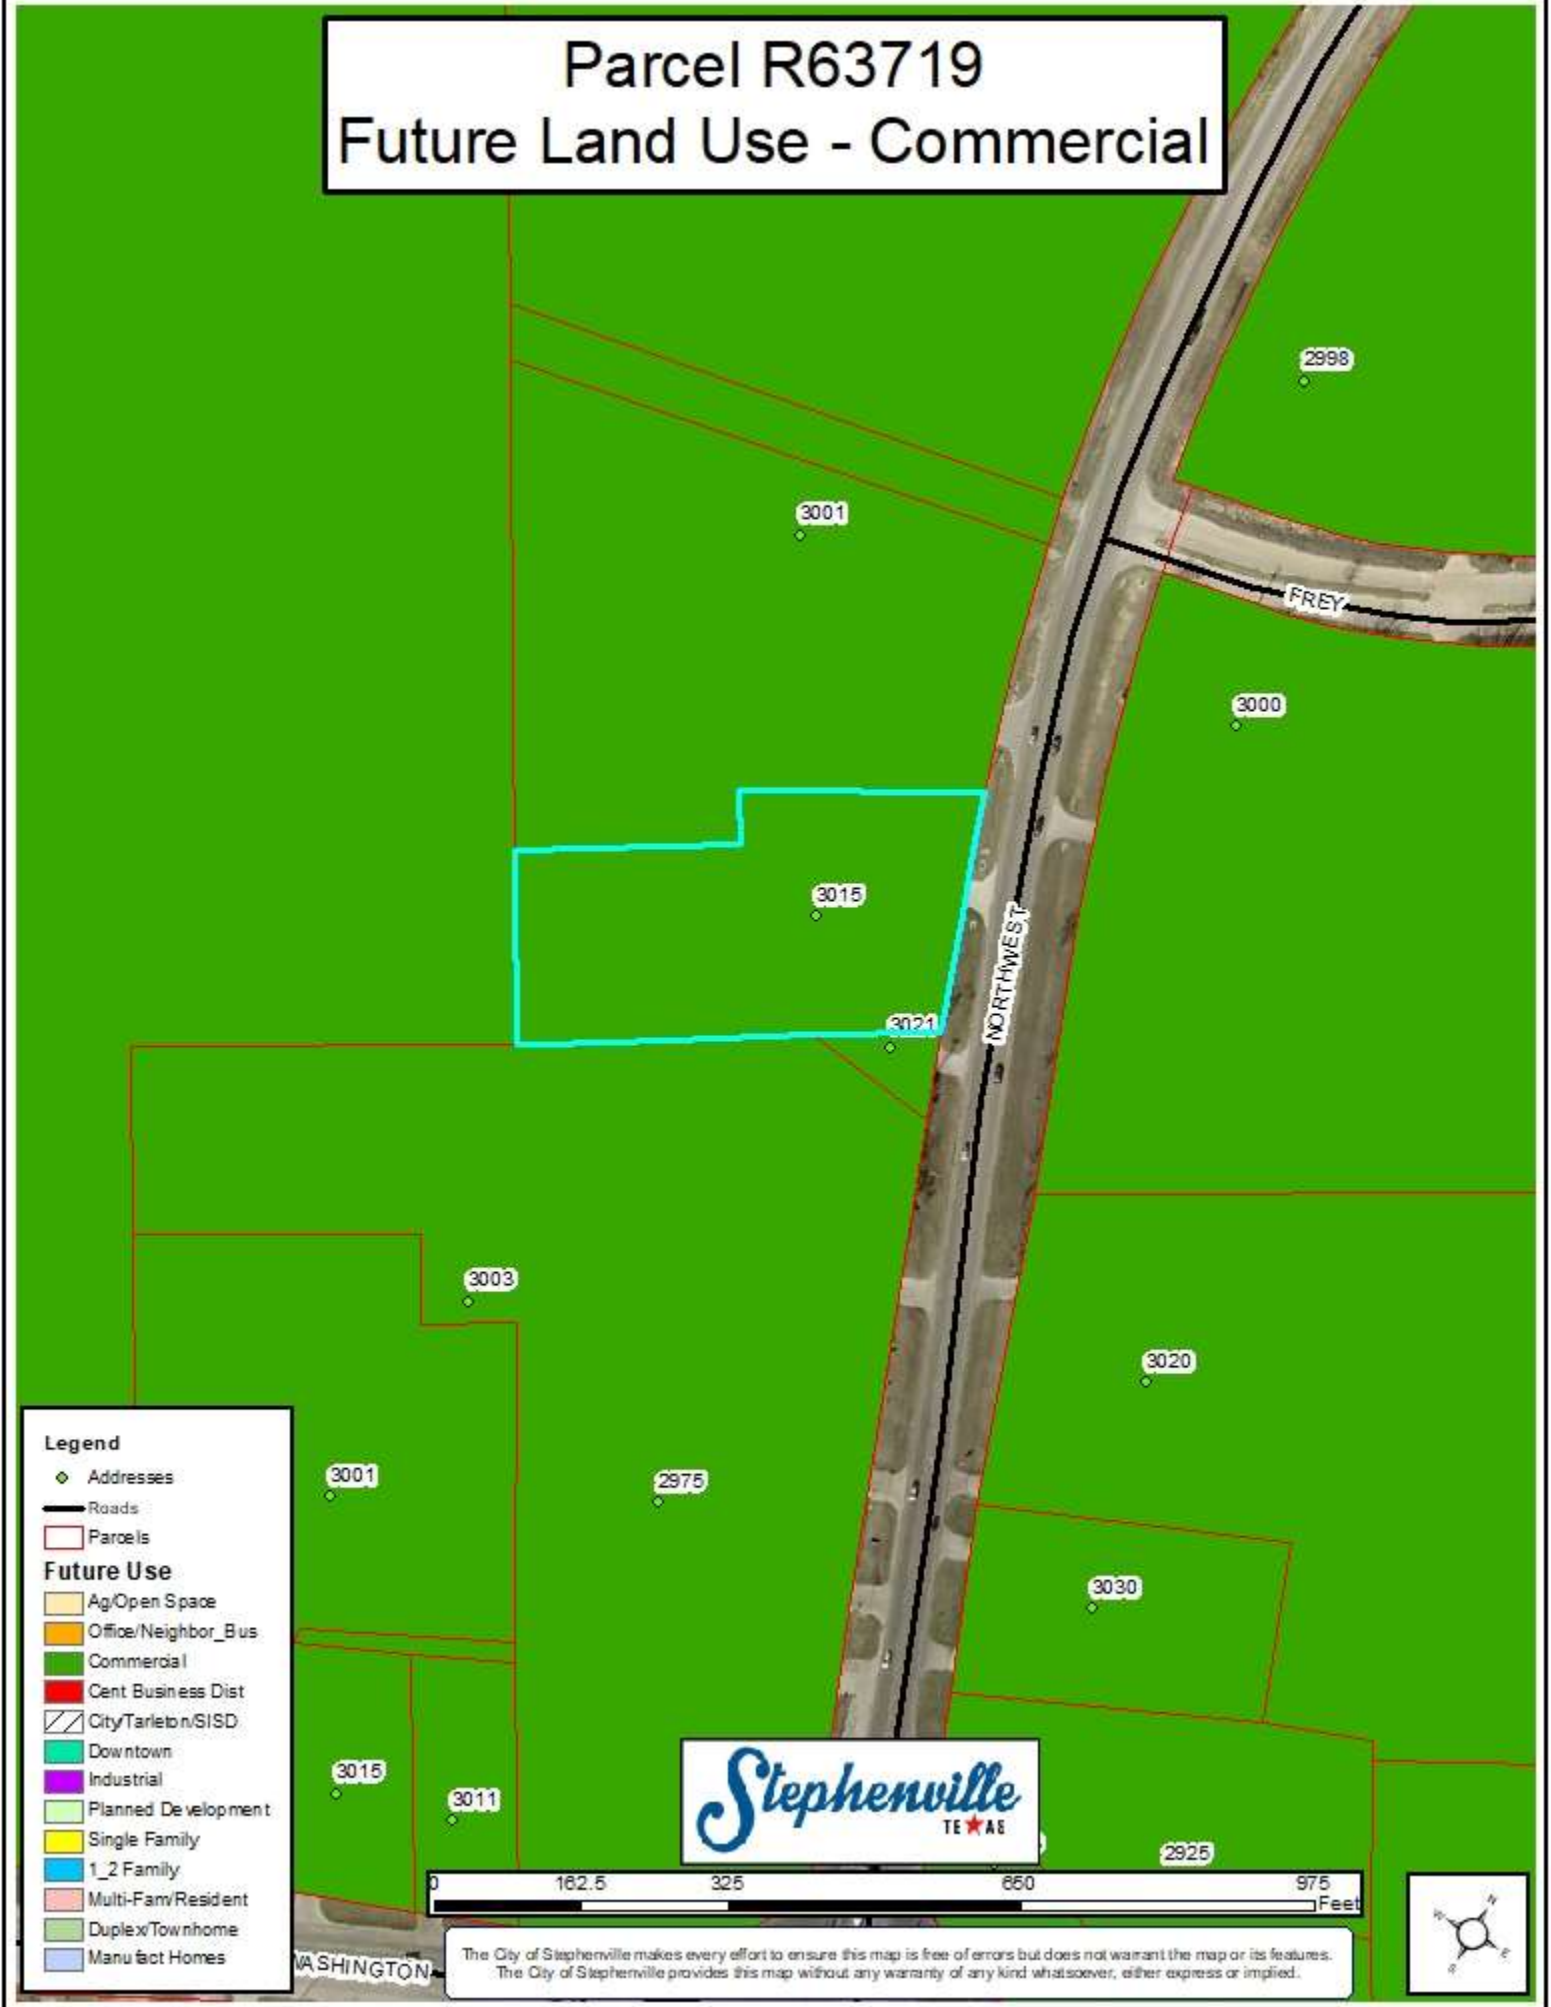 Parcel R63719
Future Land Use - Commercial
2998
3001
FREY
3000
3015
NORTHWEST
3021
3003
3020
3001
2975
3030
3015
3011
2925
Legend
Addresses
Roads
Parcels
Future Use
Ag/Open Space
Office/Neighbor_Bus
Commercial
Cent Business Dist
City/Tarleton/SISD
Downtown
Industrial
Planned Development
Single Family
1_2 Family
Multi-Fam/Resident
Duplex/Townhome
Manufact Homes
WASHINGTON
Stephenville
TEXAS
0 162.5 325 650 975
Feet
The City of Stephenville makes every effort to ensure this map is free of errors but does not warrant the map or its features.
The City of Stephenville provides this map without any warranty of any kind whatsoever, either express or implied.
N
W
E
S